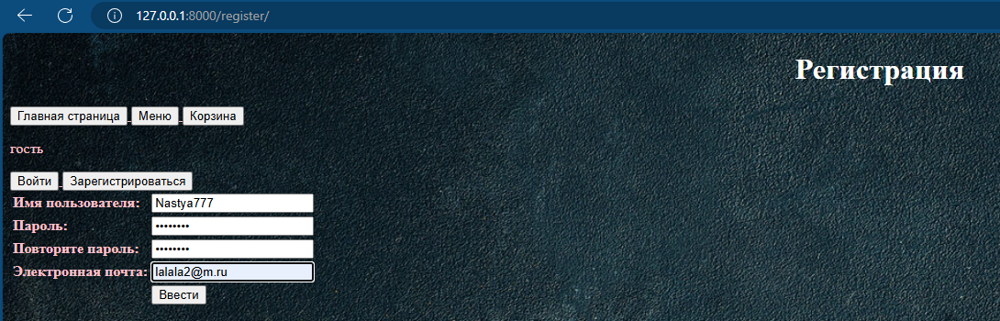 127.0.0.1:8000/register/
Регистрация
Главная страница Меню Корзина
гость
Войти Зарегистрироваться
Имя пользователя: Nastya777
Пароль: ••••••••
Повторите пароль: ••••••••
Электронная почта: lalala2@m.ru
Ввести